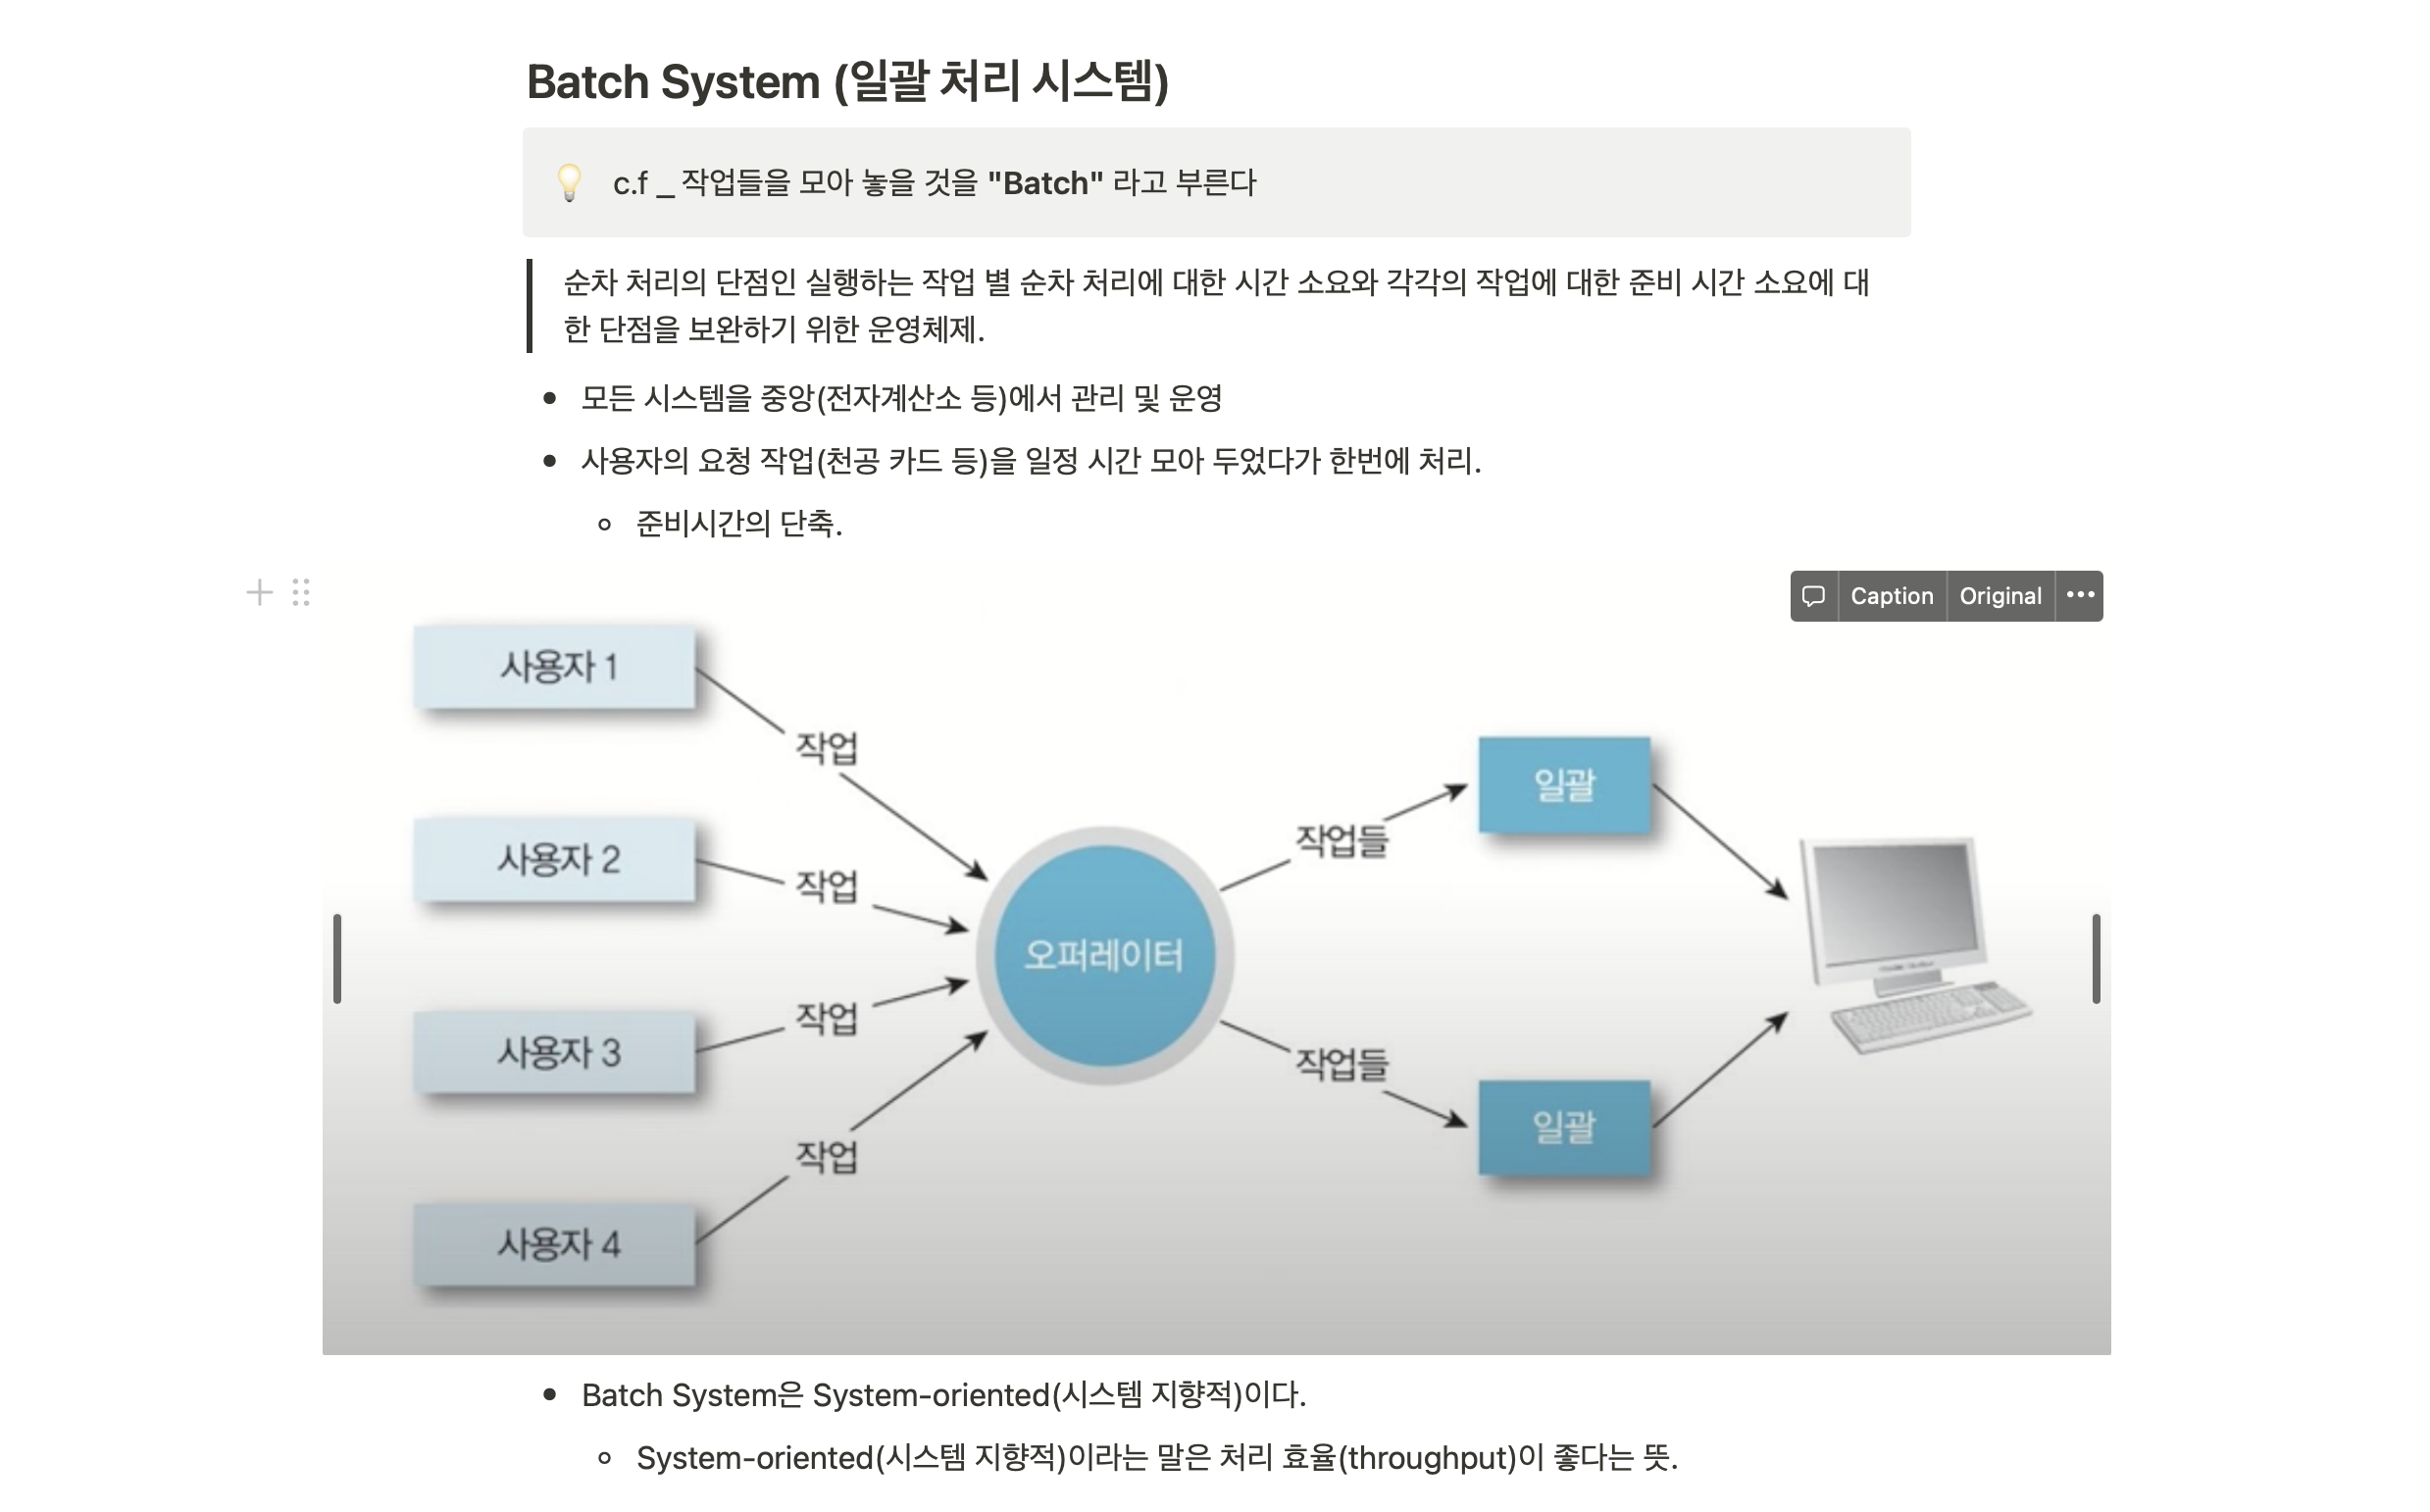 Batch System (일괄 처리 시스템)
c.f _ 작업들을 모아 놓을 것을 "Batch" 라고 부른다
순차 처리의 단점인 실행하는 작업 별 순차 처리에 대한 시간 소요와 각각의 작업에 대한 준비 시간 소요에 대
한 단점을 보완하기 위한 운영체제.
모든 시스템을 중앙(전자계산소 등)에서 관리 및 운영
사용자의 요청 작업(천공 카드 등)을 일정 시간 모아 두었다가 한번에 처리.
준비시간의 단축.
Caption Original
사용자 1
작업
사용자 2
작업
사용자 3
작업
사용자 4
작업
오퍼레이터
작업들
일괄
작업들
일괄
Batch System은 System-oriented(시스템 지향적)이다.
System-oriented(시스템 지향적)이라는 말은 처리 효율(throughput)이 좋다는 뜻.